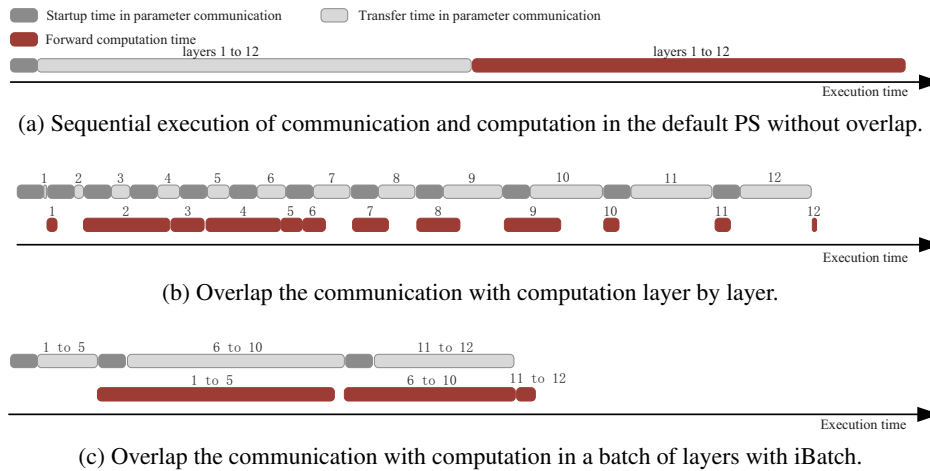 Startup time in parameter communication
Transfer time in parameter communication
Forward computation time
layers 1 to 12
layers 1 to 12
Execution time
(a) Sequential execution of communication and computation in the default PS without overlap.
1 2 3 4 5 6 7 8 9 10 11 12
1 2 3 4 5 6 7 8 9 10 11 12
Execution time
(b) Overlap the communication with computation layer by layer.
1 to 5 6 to 10 11 to 12
1 to 5 6 to 10 11 to 12
Execution time
(c) Overlap the communication with computation in a batch of layers with iBatch.